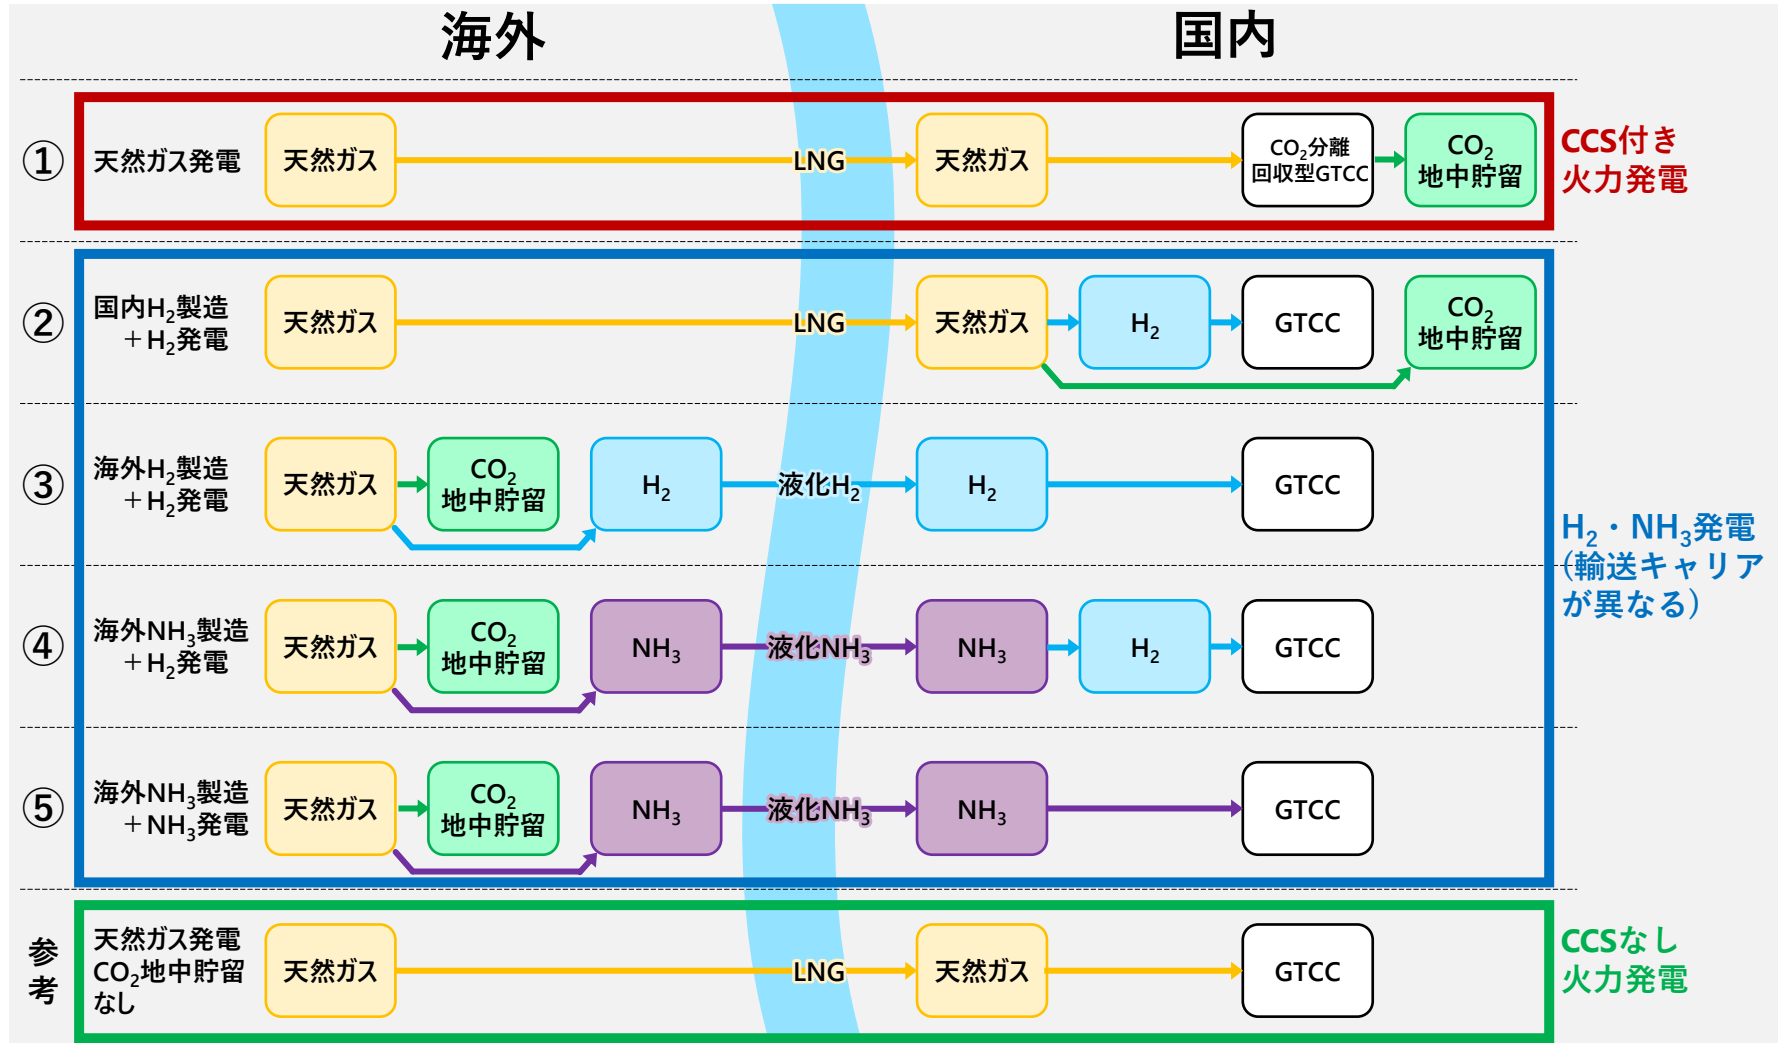 海外
国内
①
天然ガス発電
天然ガス
LNG
天然ガス
CO₂分離
回収型GTCC
CO₂
地中貯留
CCS付き
火力発電
②
国内H₂製造
＋H₂発電
天然ガス
LNG
天然ガス
H₂
GTCC
CO₂
地中貯留
③
海外H₂製造
＋H₂発電
天然ガス
CO₂
地中貯留
H₂
液化H₂
H₂
GTCC
H₂・NH₃発電
(輸送キャリア
が異なる)
④
海外NH₃製造
＋H₂発電
天然ガス
CO₂
地中貯留
NH₃
液化NH₃
NH₃
H₂
GTCC
⑤
海外NH₃製造
＋NH₃発電
天然ガス
CO₂
地中貯留
NH₃
液化NH₃
NH₃
GTCC
参
考
天然ガス発電
CO₂地中貯留
なし
天然ガス
LNG
天然ガス
GTCC
CCSなし
火力発電